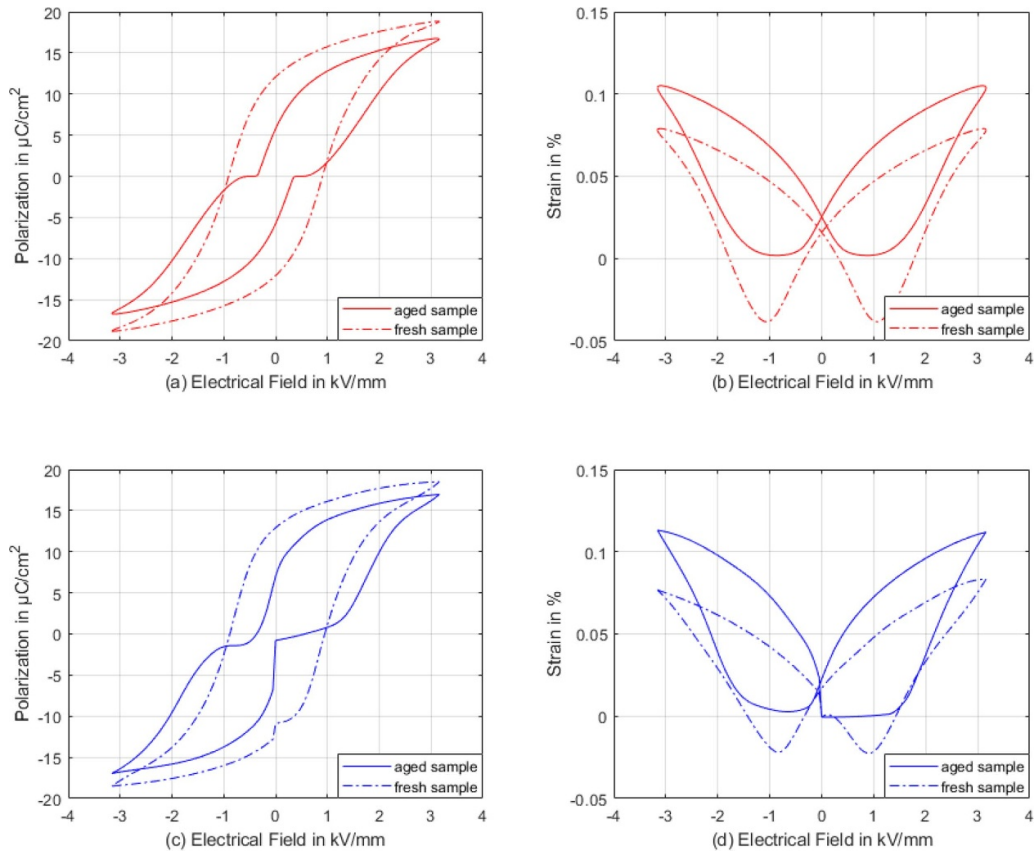 20
15
10
5
0
-5
-10
-15
-20
Polarization in µC/cm²
-4 -3 -2 -1 0 1 2 3 4
(a) Electrical Field in kV/mm
aged sample
fresh sample
0.15
0.1
0.05
0
-0.05
Strain in %
-4 -3 -2 -1 0 1 2 3 4
(b) Electrical Field in kV/mm
aged sample
fresh sample
20
15
10
5
0
-5
-10
-15
-20
Polarization in µC/cm²
-4 -3 -2 -1 0 1 2 3 4
(c) Electrical Field in kV/mm
aged sample
fresh sample
0.15
0.1
0.05
0
-0.05
Strain in %
-4 -3 -2 -1 0 1 2 3 4
(d) Electrical Field in kV/mm
aged sample
fresh sample